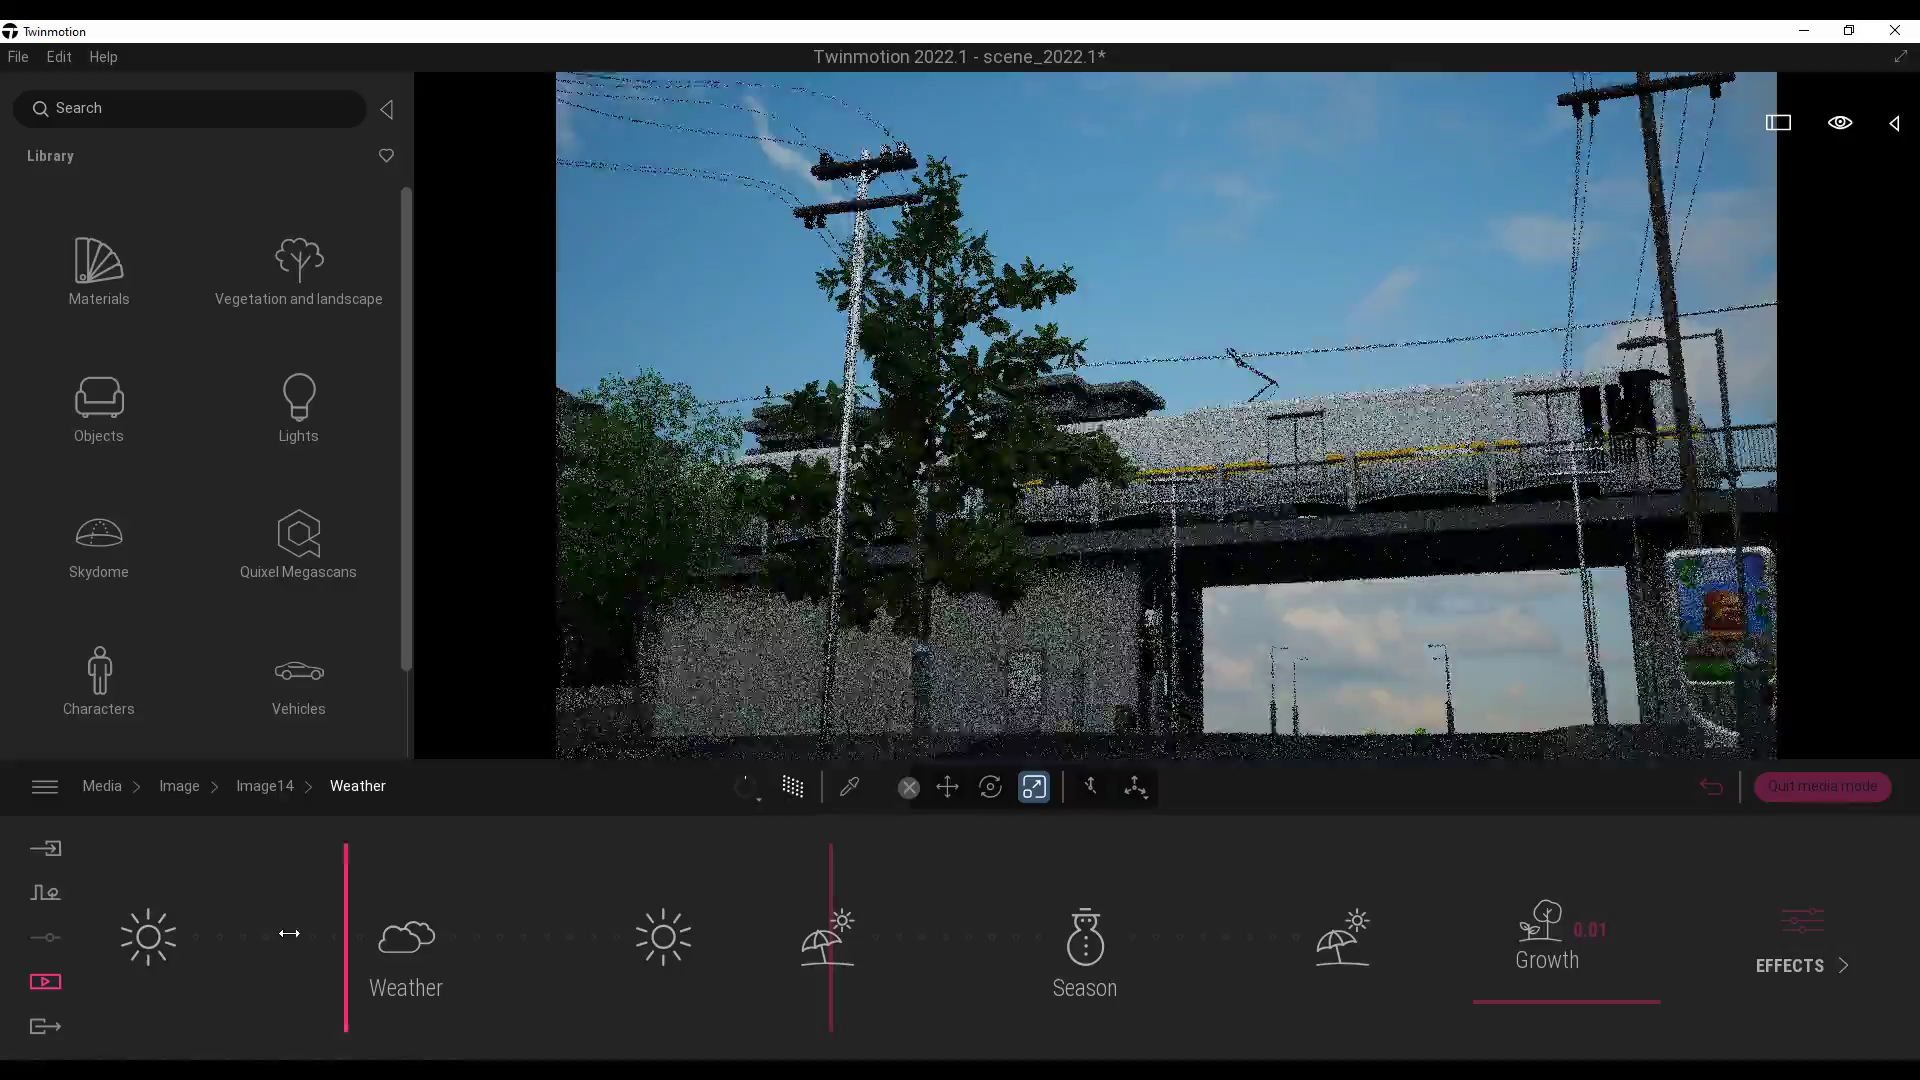 Twinmotion
File Edit Help
Twinmotion 2022.1 - scene_2022.1*
Search
Library
Materials
Vegetation and landscape
Objects
Lights
Skydome
Quixel Megascans
Characters
Vehicles
Media
Image
Image14
Weather
Quit media mode
Weather
Season
0.01
Growth
EFFECTS